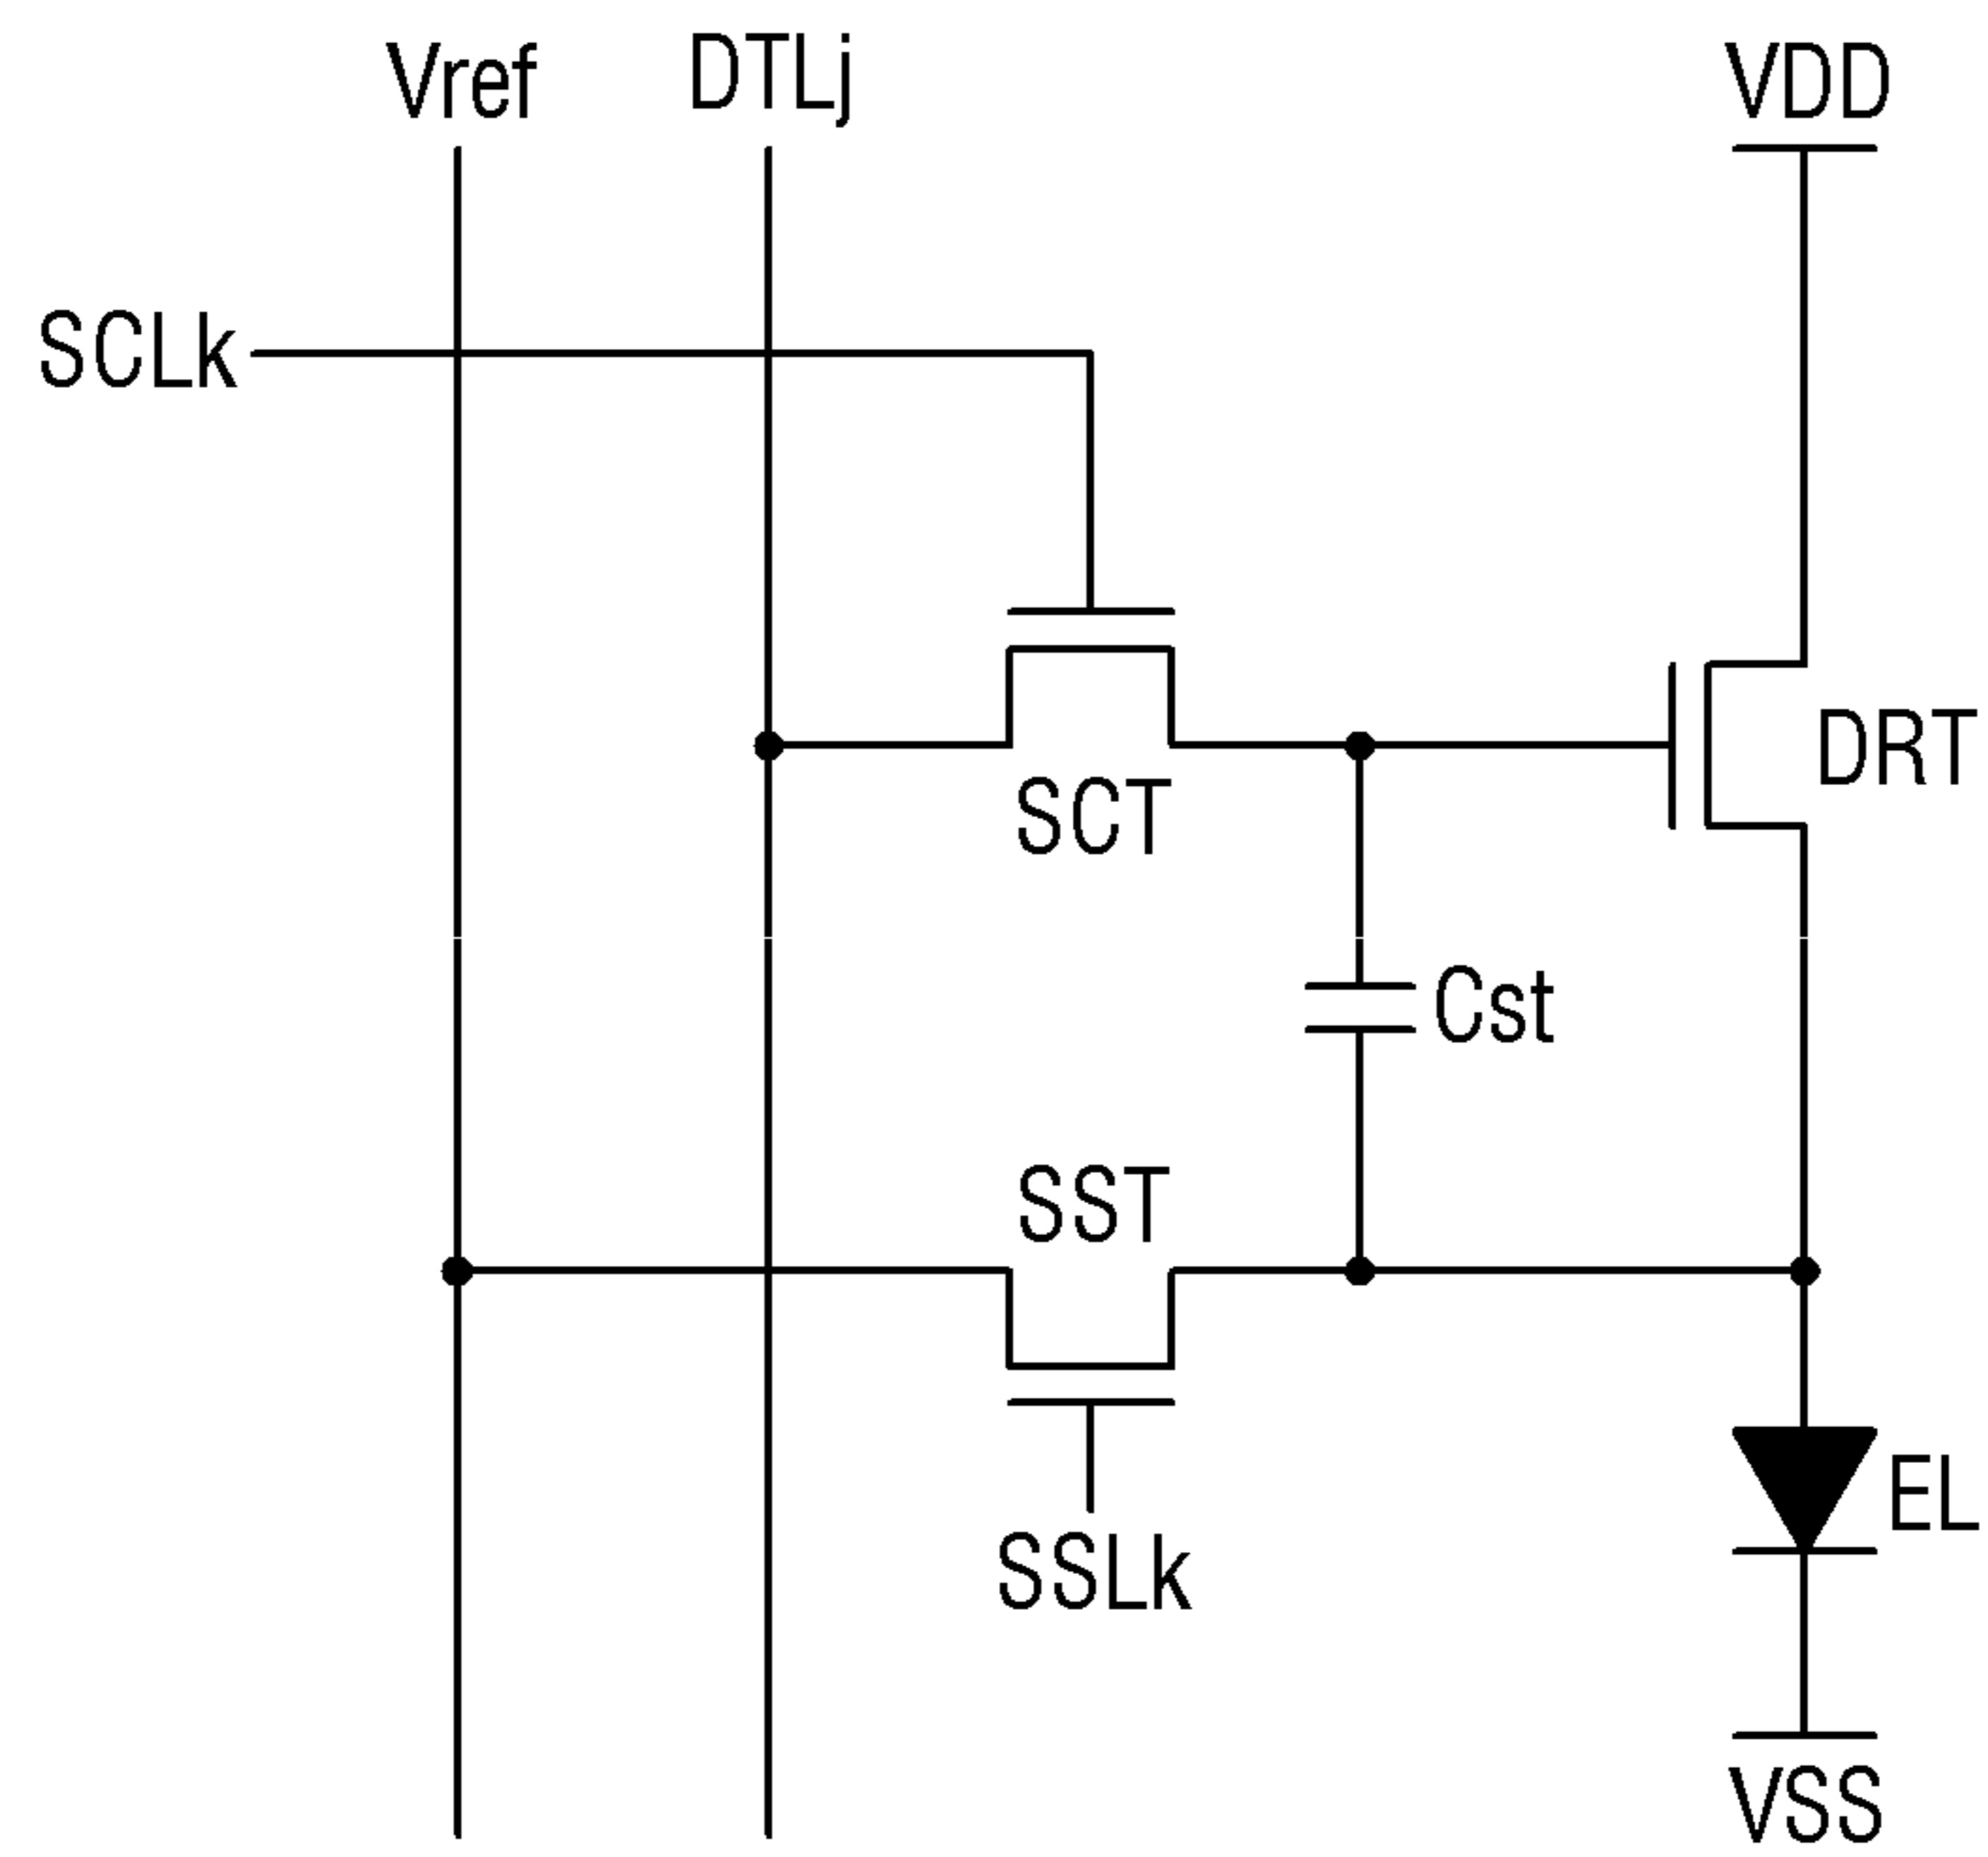 Vref
DTLj
VDD
SCLk
DRT
SCT
Cst
SST
EL
SSLk
VSS